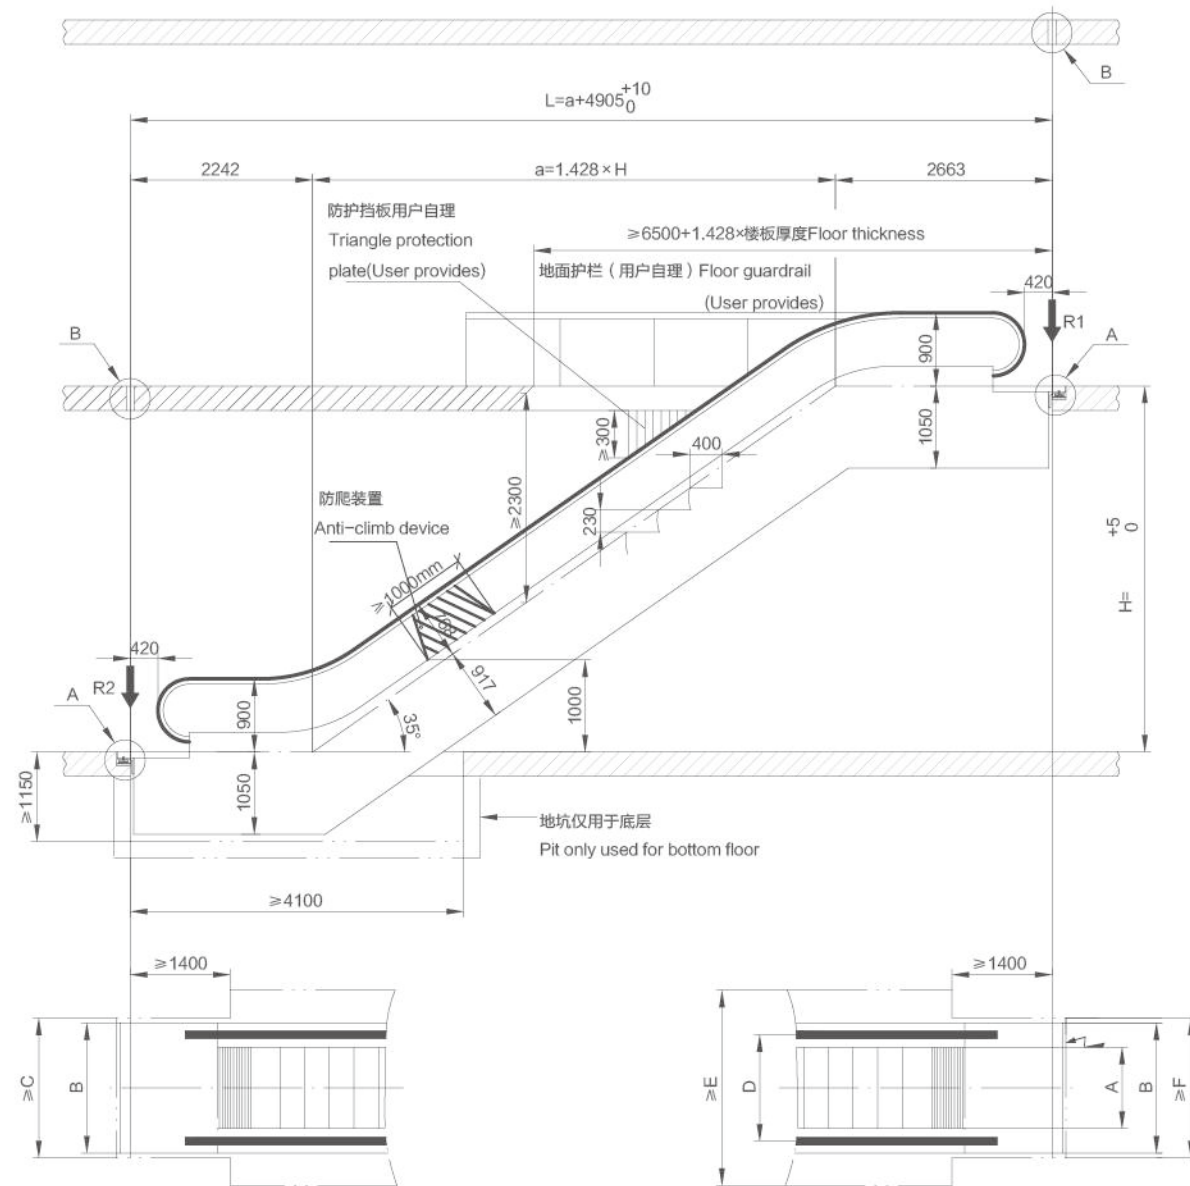 B
L=a+4905 +10 0
2242
a=1.428×H
2663
防护挡板用户自理
Triangle protection
plate(User provides)
≥6500+1.428×楼板厚度Floor thickness
地面护栏（用户自理）Floor guardrail
(User provides)
420
R1
B
A
900
1050
≥300
400
≥2300
230
防爬装置
Anti-climb device
≥1000mm
917
1000
35°
H= +5 0
420
R2
A
900
1050
≥1150
地坑仅用于底层
Pit only used for bottom floor
≥4100
≥1400
≥1400
≥C
B
≥E
D
A
B
≥F